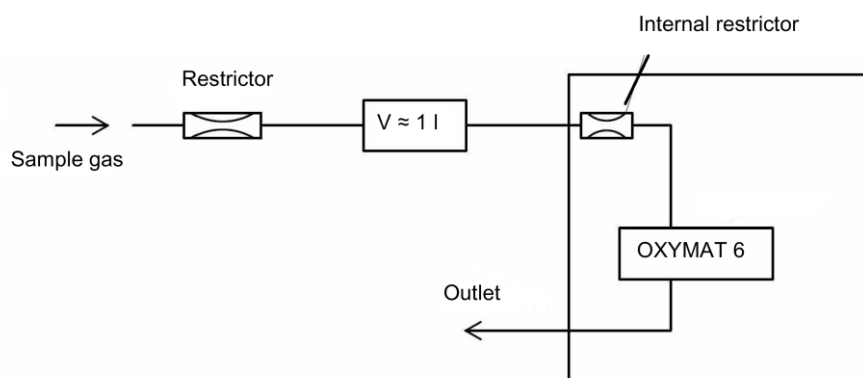 Internal restrictor
Restrictor
V ≈ 1 l
Sample gas
OXYMAT 6
Outlet